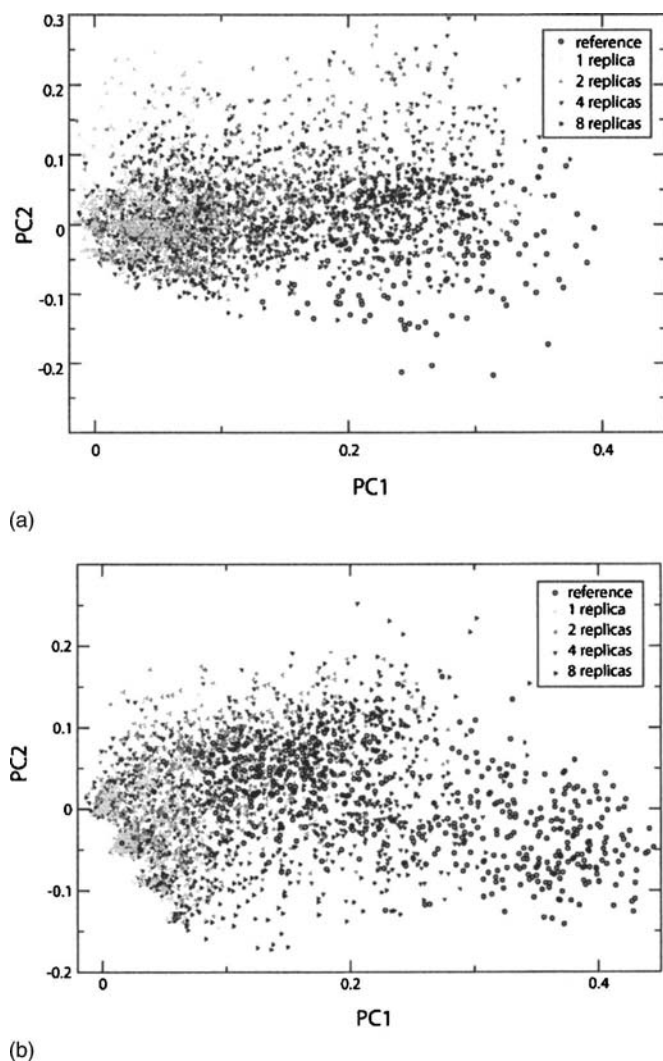 0.3
0.2
0.1
0
-0.1
-0.2
PC2
reference
1 replica
2 replicas
4 replicas
8 replicas
0
0.2
0.4
PC1
(a)
0.2
0.1
0
-0.1
-0.2
PC2
reference
1 replica
2 replicas
4 replicas
8 replicas
0
0.2
0.4
PC1
(b)